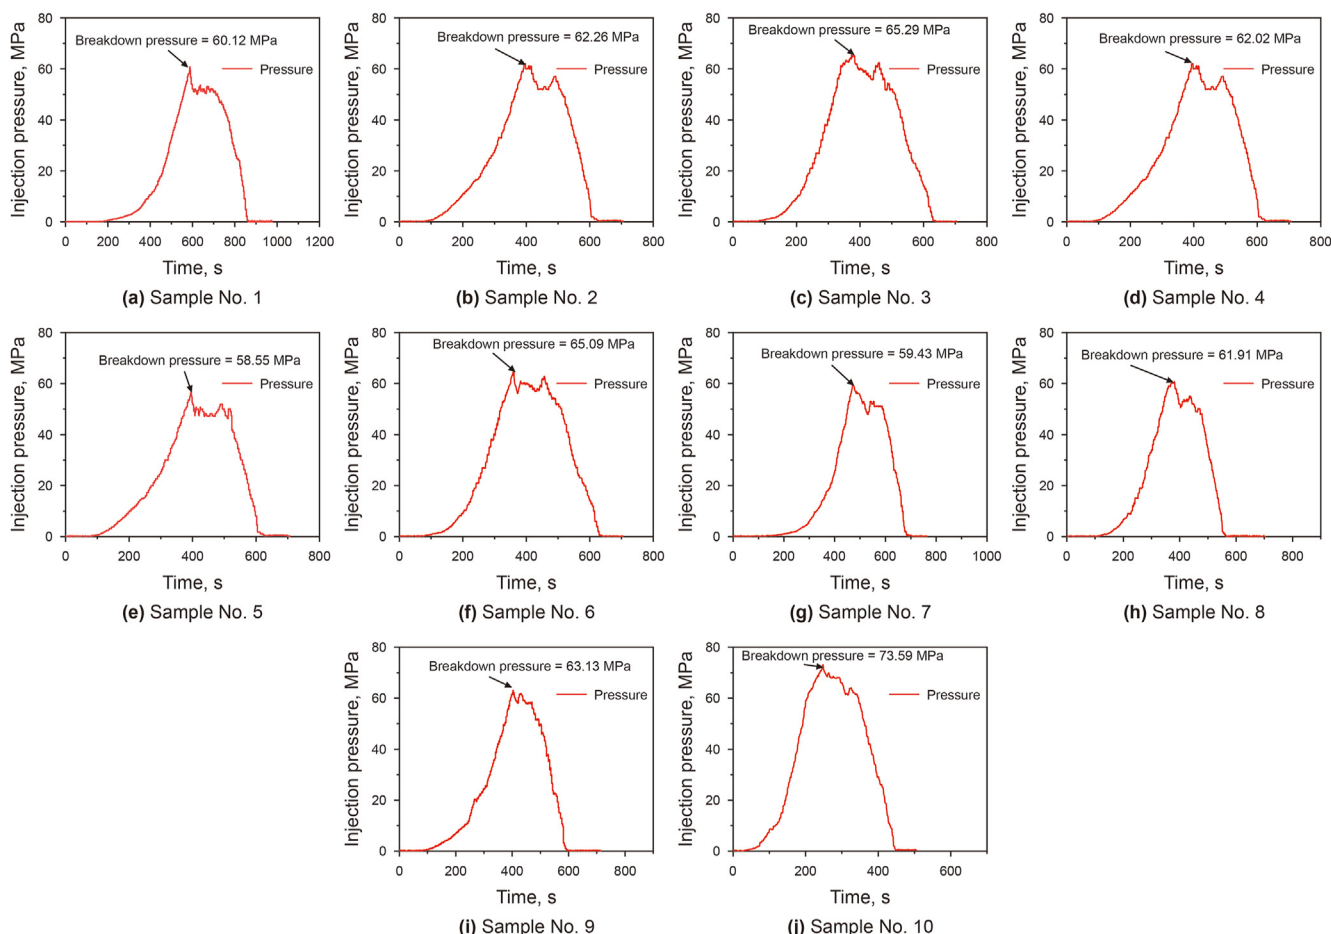 80
Breakdown pressure = 60.12 MPa
60
Pressure
40
20
0
0 200 400 600 800 1000 1200
Injection pressure, MPa
Time, s
(a) Sample No. 1
80
Breakdown pressure = 62.26 MPa
60
Pressure
40
20
0
0 200 400 600 800
Injection pressure, MPa
Time, s
(b) Sample No. 2
80
Breakdown pressure = 65.29 MPa
60
Pressure
40
20
0
0 200 400 600 800
Injection pressure, MPa
Time, s
(c) Sample No. 3
80
Breakdown pressure = 62.02 MPa
60
Pressure
40
20
0
0 200 400 600 800
Injection pressure, MPa
Time, s
(d) Sample No. 4
80
Breakdown pressure = 58.55 MPa
60
Pressure
40
20
0
0 200 400 600 800
Injection pressure, MPa
Time, s
(e) Sample No. 5
80
Breakdown pressure = 65.09 MPa
60
Pressure
40
20
0
0 200 400 600 800
Injection pressure, MPa
Time, s
(f) Sample No. 6
80
Breakdown pressure = 59.43 MPa
60
Pressure
40
20
0
0 200 400 600 800 1000
Injection pressure, MPa
Time, s
(g) Sample No. 7
80
Breakdown pressure = 61.91 MPa
60
Pressure
40
20
0
0 200 400 600 800
Injection pressure, MPa
Time, s
(h) Sample No. 8
80
Breakdown pressure = 63.13 MPa
60
Pressure
40
20
0
0 200 400 600 800
Injection pressure, MPa
Time, s
(i) Sample No. 9
80
Breakdown pressure = 73.59 MPa
60
Pressure
40
20
0
0 200 400 600
Injection pressure, MPa
Time, s
(j) Sample No. 10